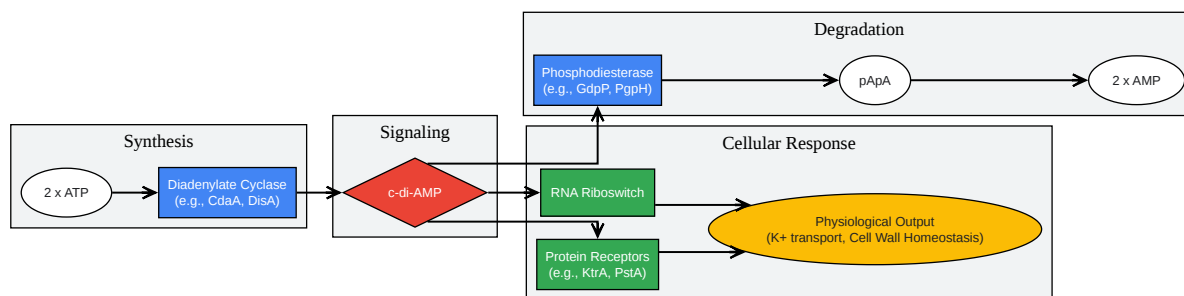 Degradation
Phosphodiesterase
(e.g., GdpP, PgpH)
pApA
2 x AMP
Synthesis
2 x ATP
Diadenylate Cyclase
(e.g., CdaA, DisA)
Signaling
c-di-AMP
Cellular Response
RNA Riboswitch
Protein Receptors
(e.g., KtrA, PstA)
Physiological Output
(K+ transport, Cell Wall Homeostasis)